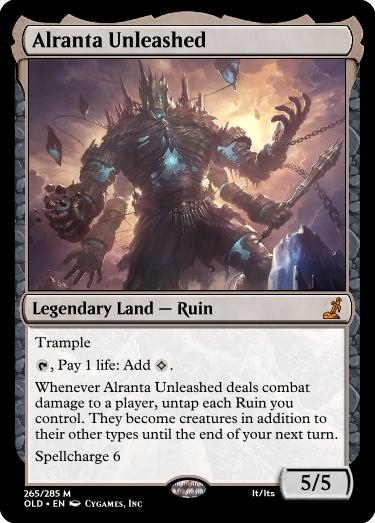 Alranta Unleashed
Legendary Land — Ruin
Trample
, Pay 1 life: Add .
Whenever Alranta Unleashed deals combat
damage to a player, untap each Ruin you
control. They become creatures in addition to
their other types until the end of your next turn.
Spellcharge 6
5/5
265/285 M
OLD • EN Cygames, Inc
It/Its